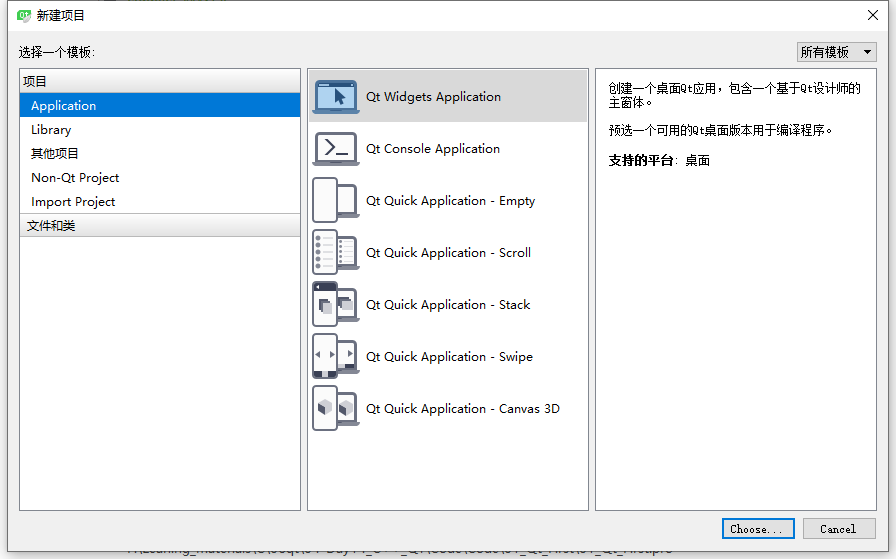 新建项目
选择一个模板:
所有模板
项目
Application
Library
其他项目
Non-Qt Project
Import Project
文件和类
Qt Widgets Application
Qt Console Application
Qt Quick Application - Empty
Qt Quick Application - Scroll
Qt Quick Application - Stack
Qt Quick Application - Swipe
Qt Quick Application - Canvas 3D
创建一个桌面Qt应用，包含一个基于Qt设计师的
主窗体。
预选一个可用的Qt桌面版本用于编译程序。
支持的平台: 桌面
Choose...
Cancel